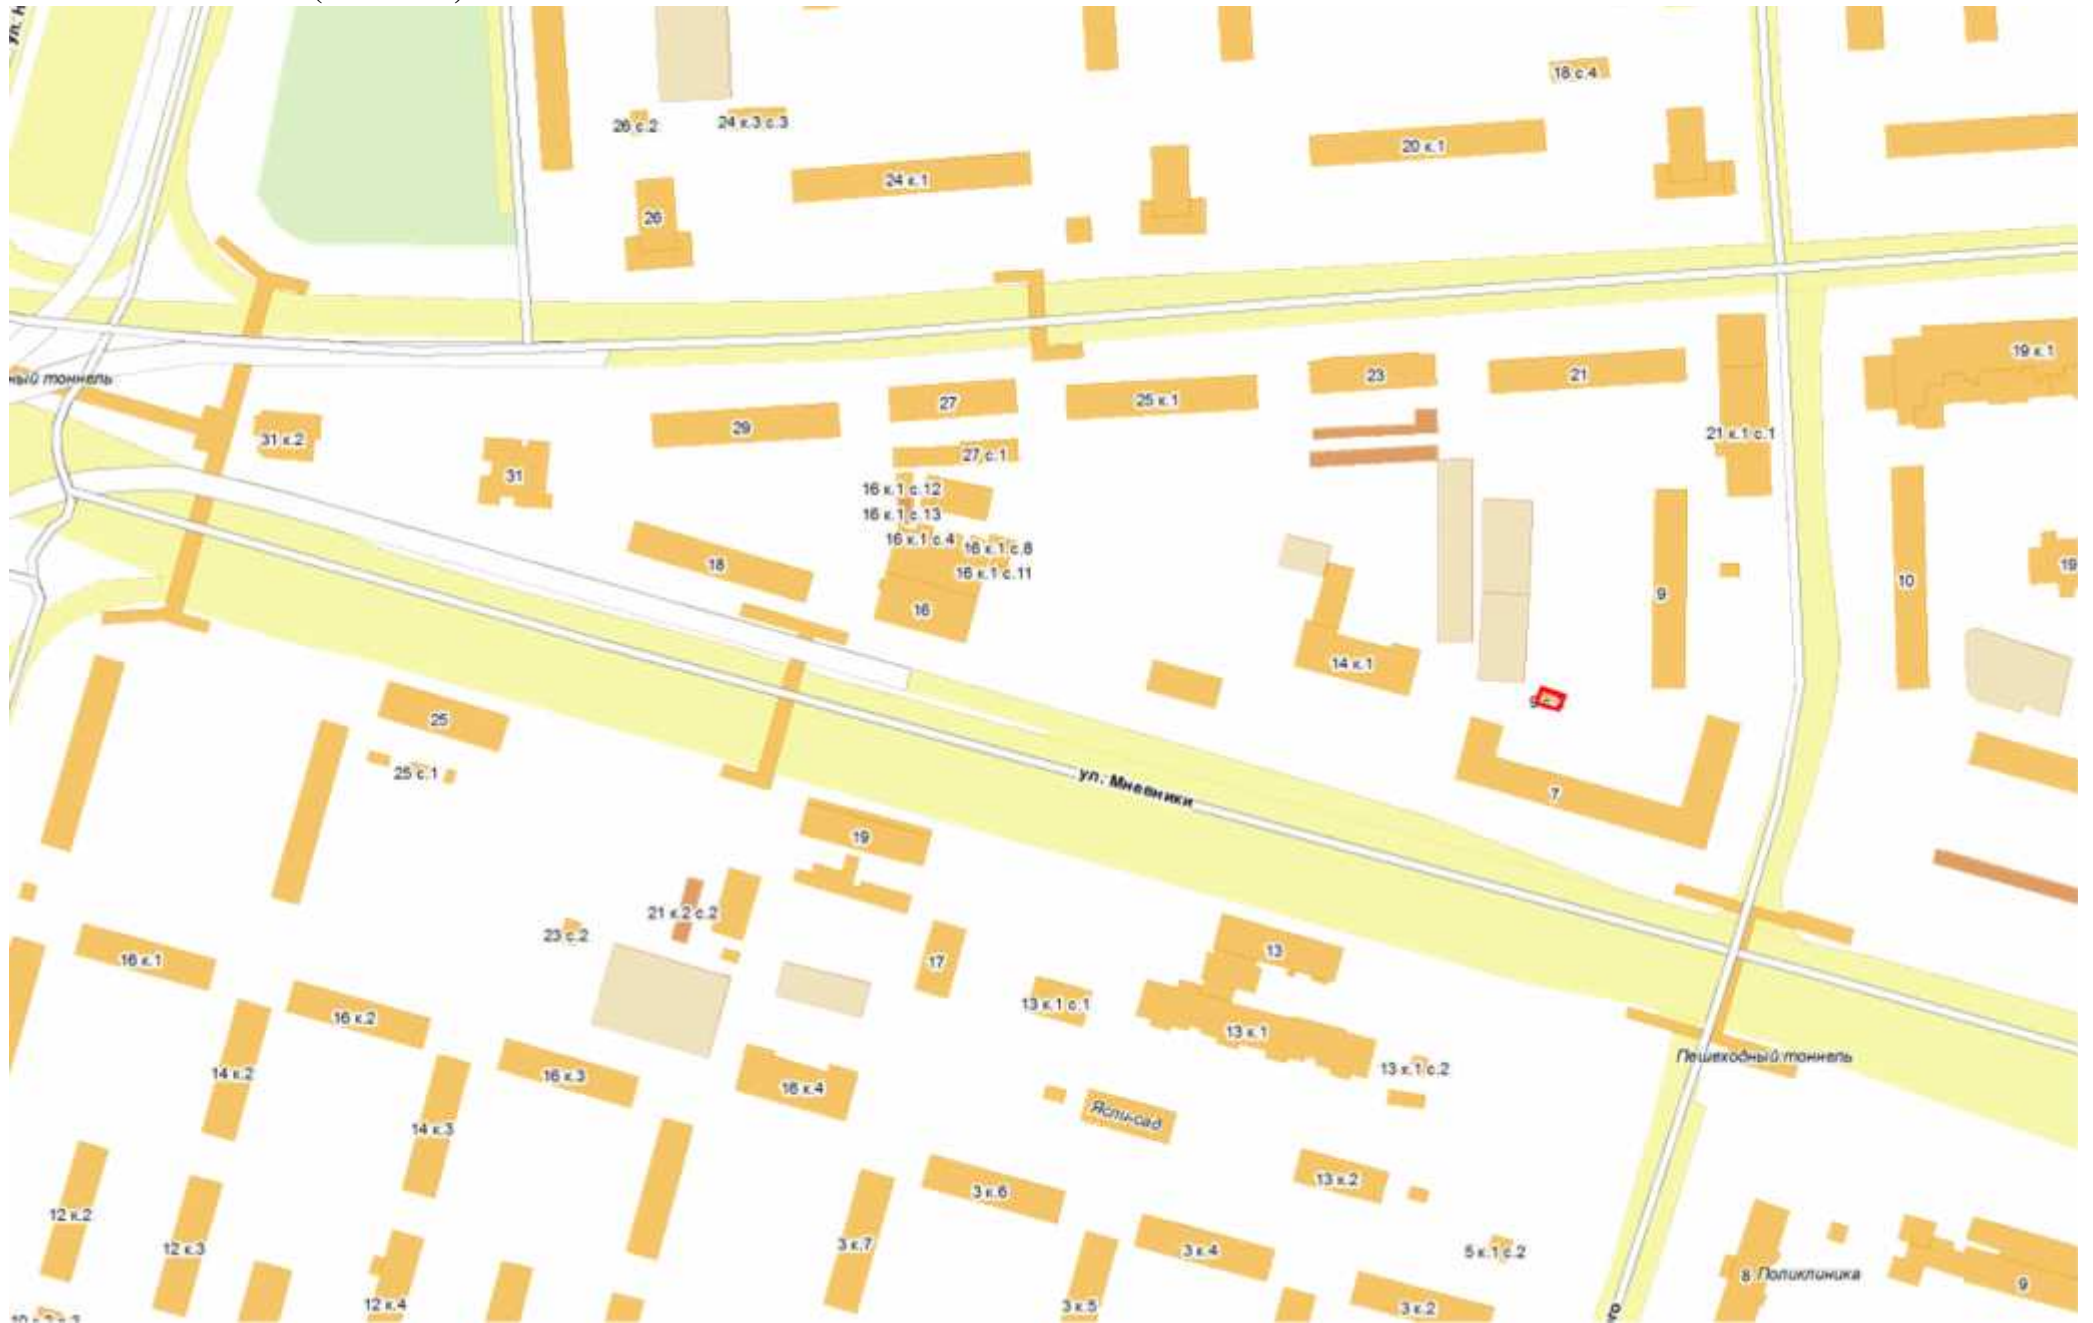 18 с.4
26 с.2
24 к.3 с.3
20 к.1
24 к.1
26
19 к.1
ный тоннель
23
21
25 к.1
27
29
31 к.2
21 к.1 с.1
27 с.1
31
16 к.1 с.12
16 к.1 с.13
16 к.1 с.4
16 к.1 с.8
16 к.1 с.11
18
19
10
9
16
14 к.1
25
25 с.1
ул. Мневники
7
19
21 к.2 с.2
23 с.2
13
16 к.1
17
13 к.1 с.1
16 к.2
13 к.1
Пешеходный тоннель
13 к.1 с.2
14 к.2
16 к.3
16 к.4
Ясли-сад
14 к.3
13 к.2
3 к.6
12 к.2
12 к.3
3 к.7
3 к.4
5 к.1 с.2
8 Поликлиника
9
12 к.4
3 к.5
3 к.2